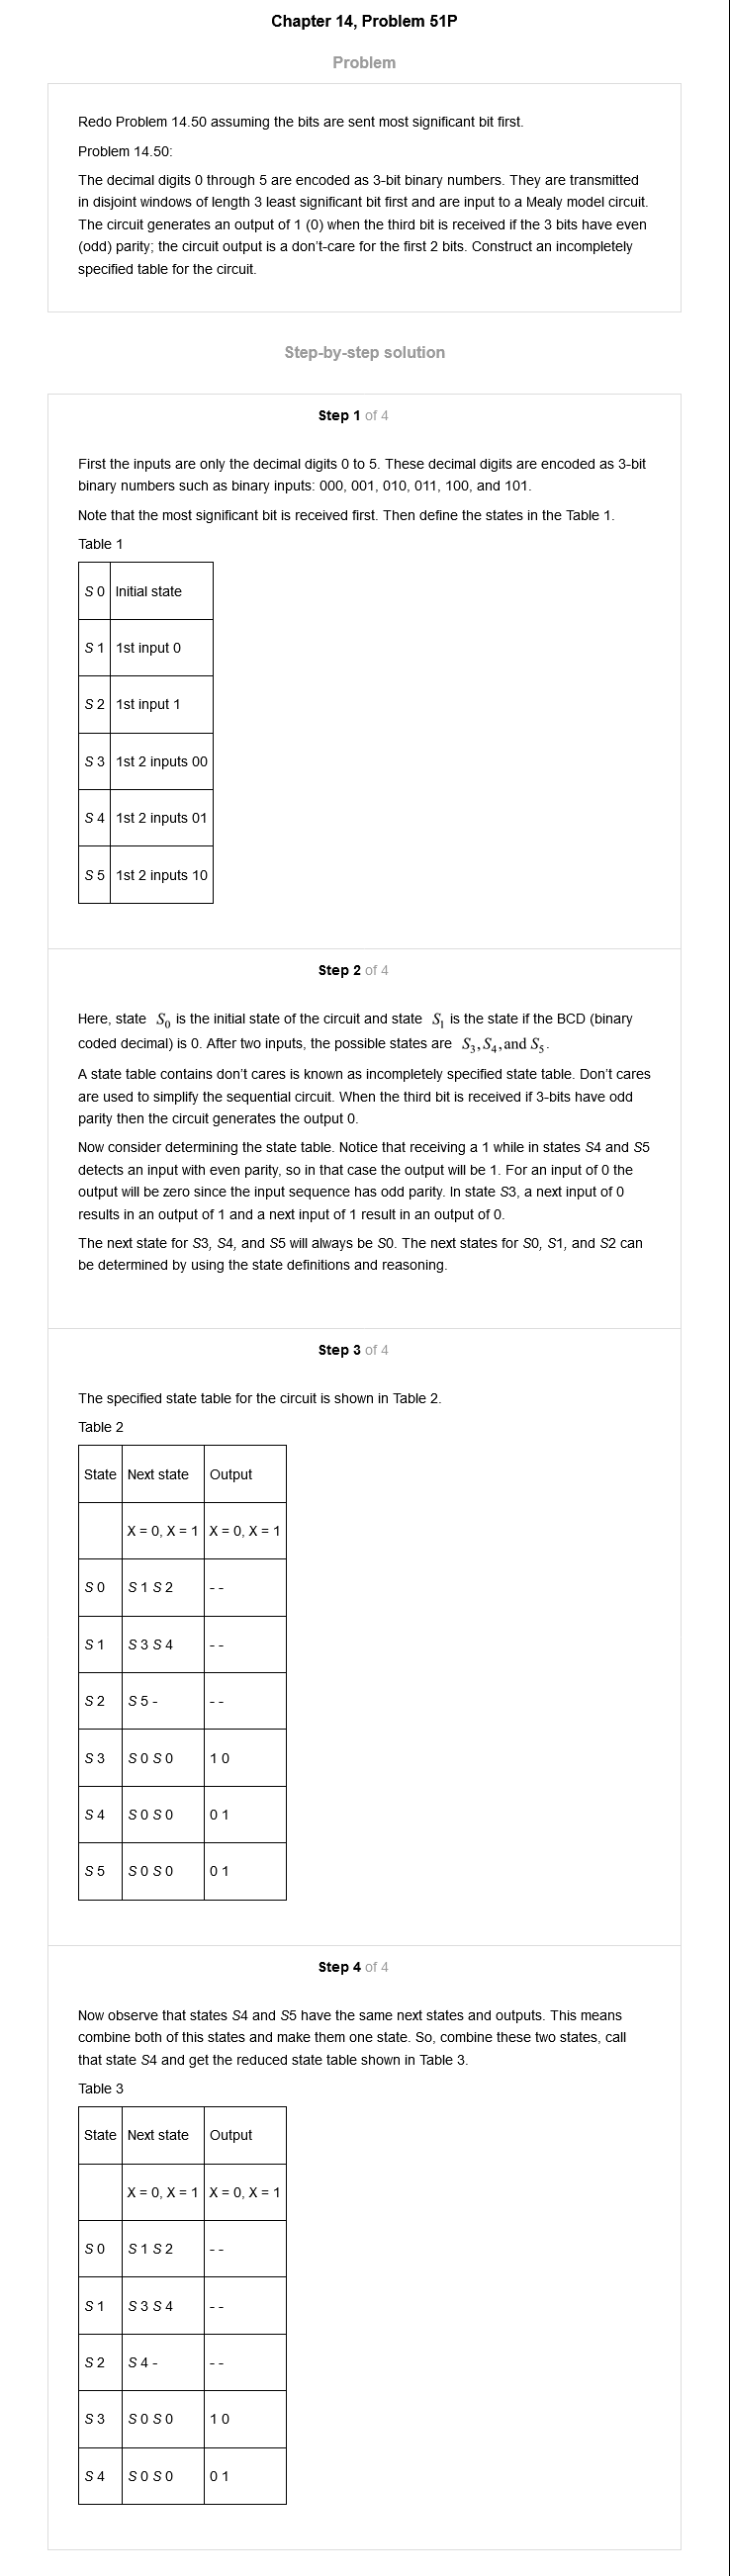 Chapter 14, Problem 51P
Problem
Redo Problem 14.50 assuming the bits are sent most significant bit first.
Problem 14.50:
The decimal digits 0 through 5 are encoded as 3-bit binary numbers. They are transmitted
in disjoint windows of length 3 least significant bit first and are input to a Mealy model circuit.
The circuit generates an output of 1 (0) when the third bit is received if the 3 bits have even
(odd) parity; the circuit output is a don't-care for the first 2 bits. Construct an incompletely
specified table for the circuit.
Step-by-step solution
Step 1 of 4
First the inputs are only the decimal digits 0 to 5. These decimal digits are encoded as 3-bit
binary numbers such as binary inputs: 000, 001, 010, 011, 100, and 101.
Note that the most significant bit is received first. Then define the states in the Table 1.
Table 1
S 0 Initial state
S 1 1st input 0
S 2 1st input 1
S 3 1st 2 inputs 00
S 4 1st 2 inputs 01
S 5 1st 2 inputs 10
Step 2 of 4
Here, state S₀ is the initial state of the circuit and state S₁ is the state if the BCD (binary
coded decimal) is 0. After two inputs, the possible states are S₃, S₄, and S₅.
A state table contains don't cares is known as incompletely specified state table. Don't cares
are used to simplify the sequential circuit. When the third bit is received if 3-bits have odd
parity then the circuit generates the output 0.
Now consider determining the state table. Notice that receiving a 1 while in states S4 and S5
detects an input with even parity, so in that case the output will be 1. For an input of 0 the
output will be zero since the input sequence has odd parity. In state S3, a next input of 0
results in an output of 1 and a next input of 1 result in an output of 0.
The next state for S3, S4, and S5 will always be S0. The next states for S0, S1, and S2 can
be determined by using the state definitions and reasoning.
Step 3 of 4
The specified state table for the circuit is shown in Table 2.
Table 2
State Next state Output
X = 0, X = 1 X = 0, X = 1
S 0 S 1 S 2 - -
S 1 S 3 S 4 - -
S 2 S 5 - - -
S 3 S 0 S 0 1 0
S 4 S 0 S 0 0 1
S 5 S 0 S 0 0 1
Step 4 of 4
Now observe that states S4 and S5 have the same next states and outputs. This means
combine both of this states and make them one state. So, combine these two states, call
that state S4 and get the reduced state table shown in Table 3.
Table 3
State Next state Output
X = 0, X = 1 X = 0, X = 1
S 0 S 1 S 2 - -
S 1 S 3 S 4 - -
S 2 S 4 - - -
S 3 S 0 S 0 1 0
S 4 S 0 S 0 0 1